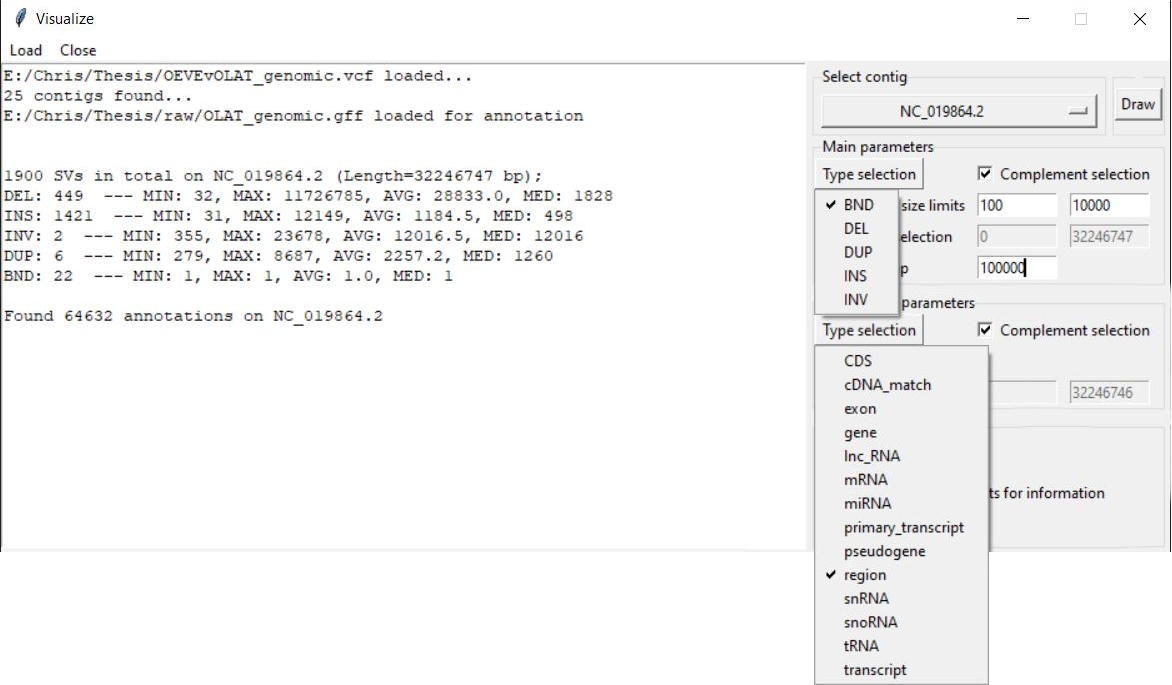 Visualize
Load Close
E:/Chris/Thesis/OEVEvOLAT_genomic.vcf loaded...
25 contigs found...
E:/Chris/Thesis/raw/OLAT_genomic.gff loaded for annotation
1900 SVs in total on NC_019864.2 (Length=32246747 bp);
DEL: 449 --- MIN: 32, MAX: 11726785, AVG: 28833.0, MED: 1828
INS: 1421 --- MIN: 31, MAX: 12149, AVG: 1184.5, MED: 498
INV: 2 --- MIN: 355, MAX: 23678, AVG: 12016.5, MED: 12016
DUP: 6 --- MIN: 279, MAX: 8687, AVG: 2257.2, MED: 1260
BND: 22 --- MIN: 1, MAX: 1, AVG: 1.0, MED: 1
Found 64632 annotations on NC_019864.2
Select contig
NC_019864.2
Draw
Main parameters
Type selection
Complement selection
BND
DEL
DUP
INS
INV
size limits 100 10000
election 0 32246747
p 100000
parameters
Type selection
Complement selection
32246746
CDS
cDNA_match
exon
gene
lnc_RNA
mRNA
miRNA
primary_transcript
pseudogene
region
snRNA
snoRNA
tRNA
transcript
ts for information